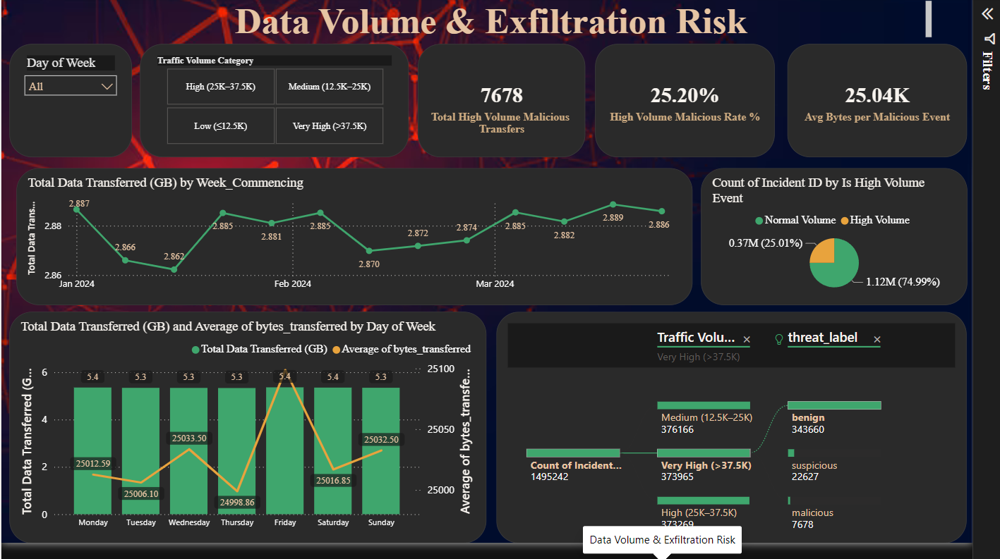 Data Volume & Exfiltration Risk
Filters
Day of Week
All
Traffic Volume Category
High (25K–37.5K)
Medium (12.5K–25K)
Low (≤12.5K)
Very High (>37.5K)
7678
Total High Volume Malicious
Transfers
25.20%
High Volume Malicious Rate %
25.04K
Avg Bytes per Malicious Event
Total Data Transferred (GB) by Week_Commencing
Total Data Trans...
2.88
2.86
2.887
2.866
2.862
2.885
2.881
2.885
2.870
2.872
2.874
2.885
2.882
2.889
2.886
Jan 2024
Feb 2024
Mar 2024
Count of Incident ID by Is High Volume
Event
Normal Volume
High Volume
0.37M (25.01%)
1.12M (74.99%)
Total Data Transferred (GB) and Average of bytes_transferred by Day of Week
Total Data Transferred (GB)
Average of bytes_transferred
Total Data Transferred (G...
6
4
2
0
5.4
5.3
5.3
5.3
5.4
5.4
5.3
25012.59
25006.10
25033.50
24998.86
25016.85
25032.50
25100
25050
25000
Average of bytes_transfe...
Monday
Tuesday
Wednesday
Thursday
Friday
Saturday
Sunday
Traffic Volu...
Very High (>37.5K)
threat_label
Count of Incident...
1495242
Medium (12.5K–25K)
376166
Very High (>37.5K)
373965
High (25K–37.5K)
373269
benign
343660
suspicious
22627
malicious
7678
Data Volume & Exfiltration Risk